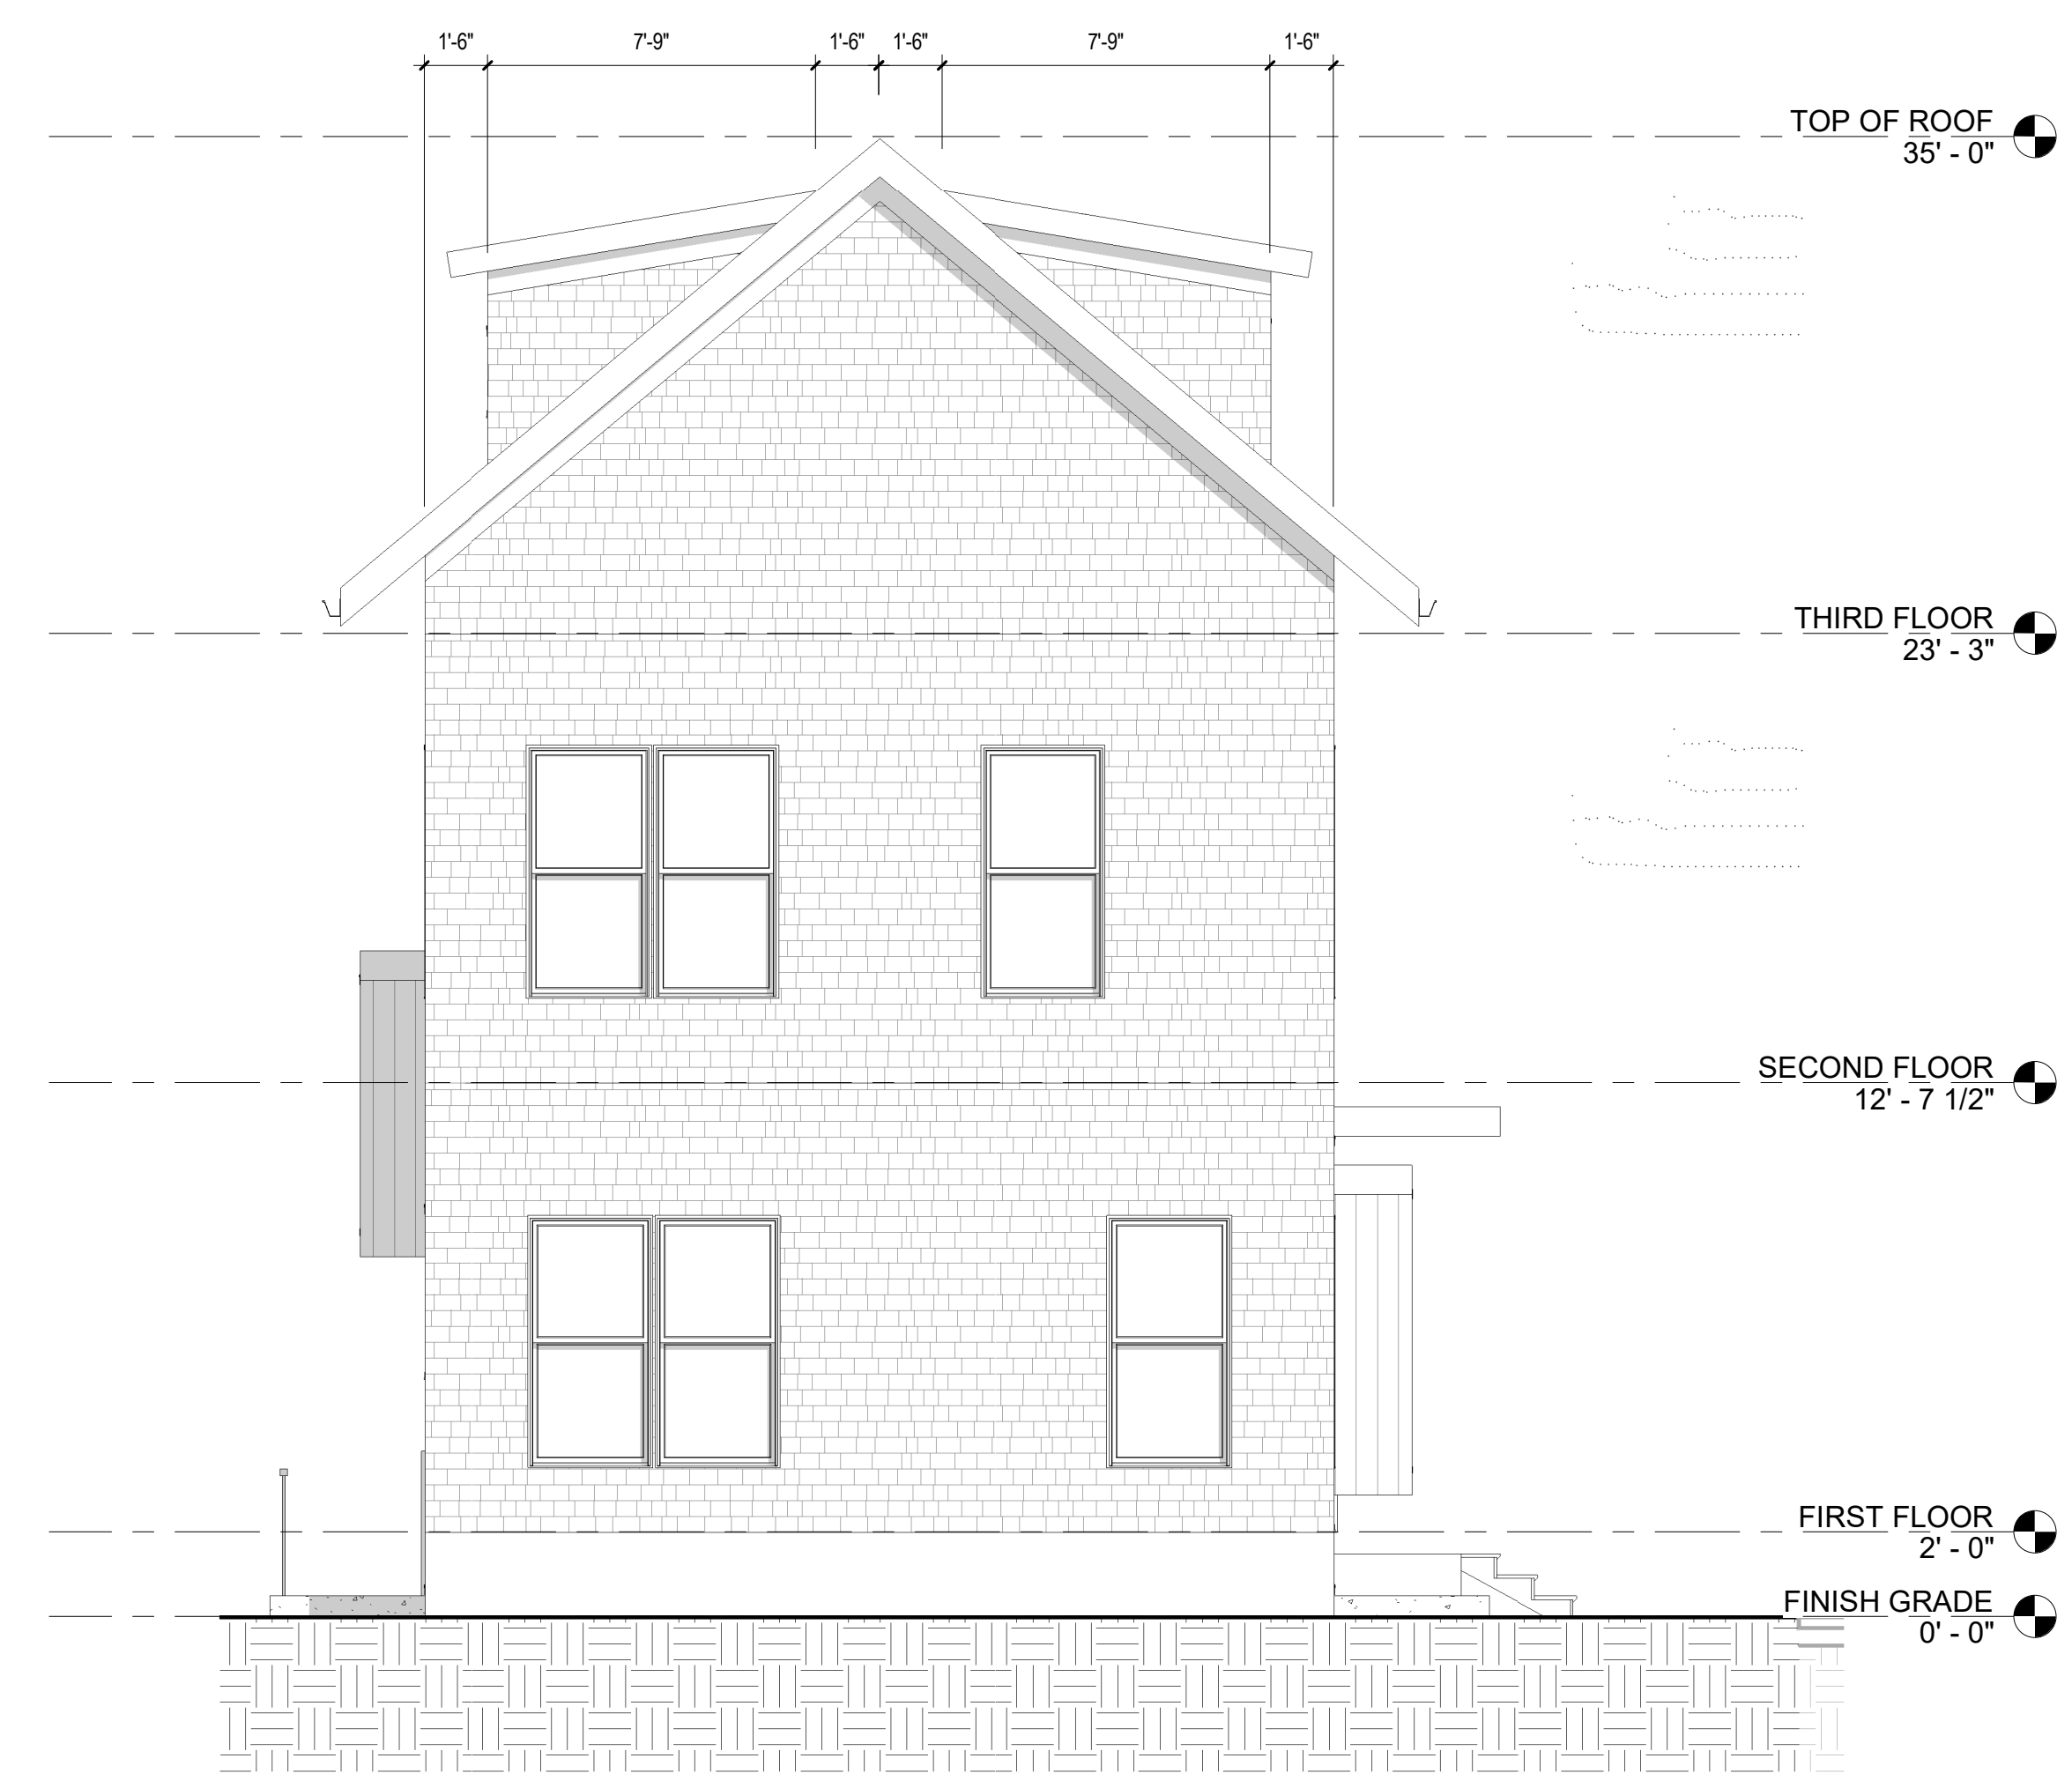 1'-6" 7'-9" 1'-6" 1'-6" 7'-9" 1'-6"
TOP OF ROOF
35' - 0"
THIRD FLOOR
23' - 3"
SECOND FLOOR
12' - 7 1/2"
FIRST FLOOR
2' - 0"
FINISH GRADE
0' - 0"